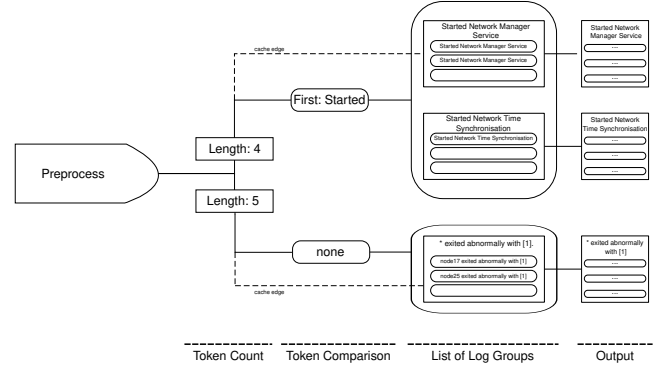 Started Network Manager
Service
Started Network Manager Service
Started Network Manager Service
Started Network
Manager Service
....
....
....
cache edge
First: Started
Started Network Time
Synchronisation
Started Network Time Synchronisation
Started Network
Time Synchronisation
....
....
....
Length: 4
Preprocess
Length: 5
none
* exited abnormally with [1].
node17 exited abnormally with [1]
node25 exited abnormally with [1]
* exited abnormally
with [1]
....
....
....
cache edge
Token Count
Token Comparison
List of Log Groups
Output